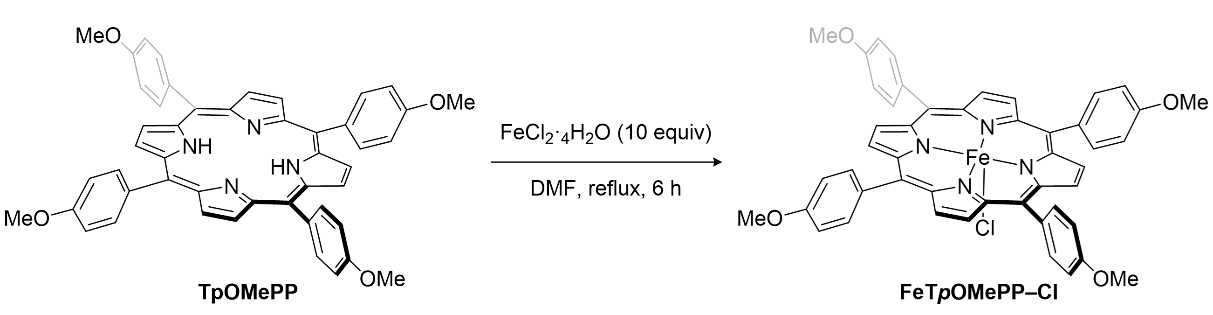 MeO
OMe
N
NH
HN
N
MeO
OMe
TpOMePP
FeCl2·4H2O (10 equiv)
DMF, reflux, 6 h
MeO
OMe
N
N
Fe
N
N
Cl
MeO
OMe
FeTpOMePP–Cl